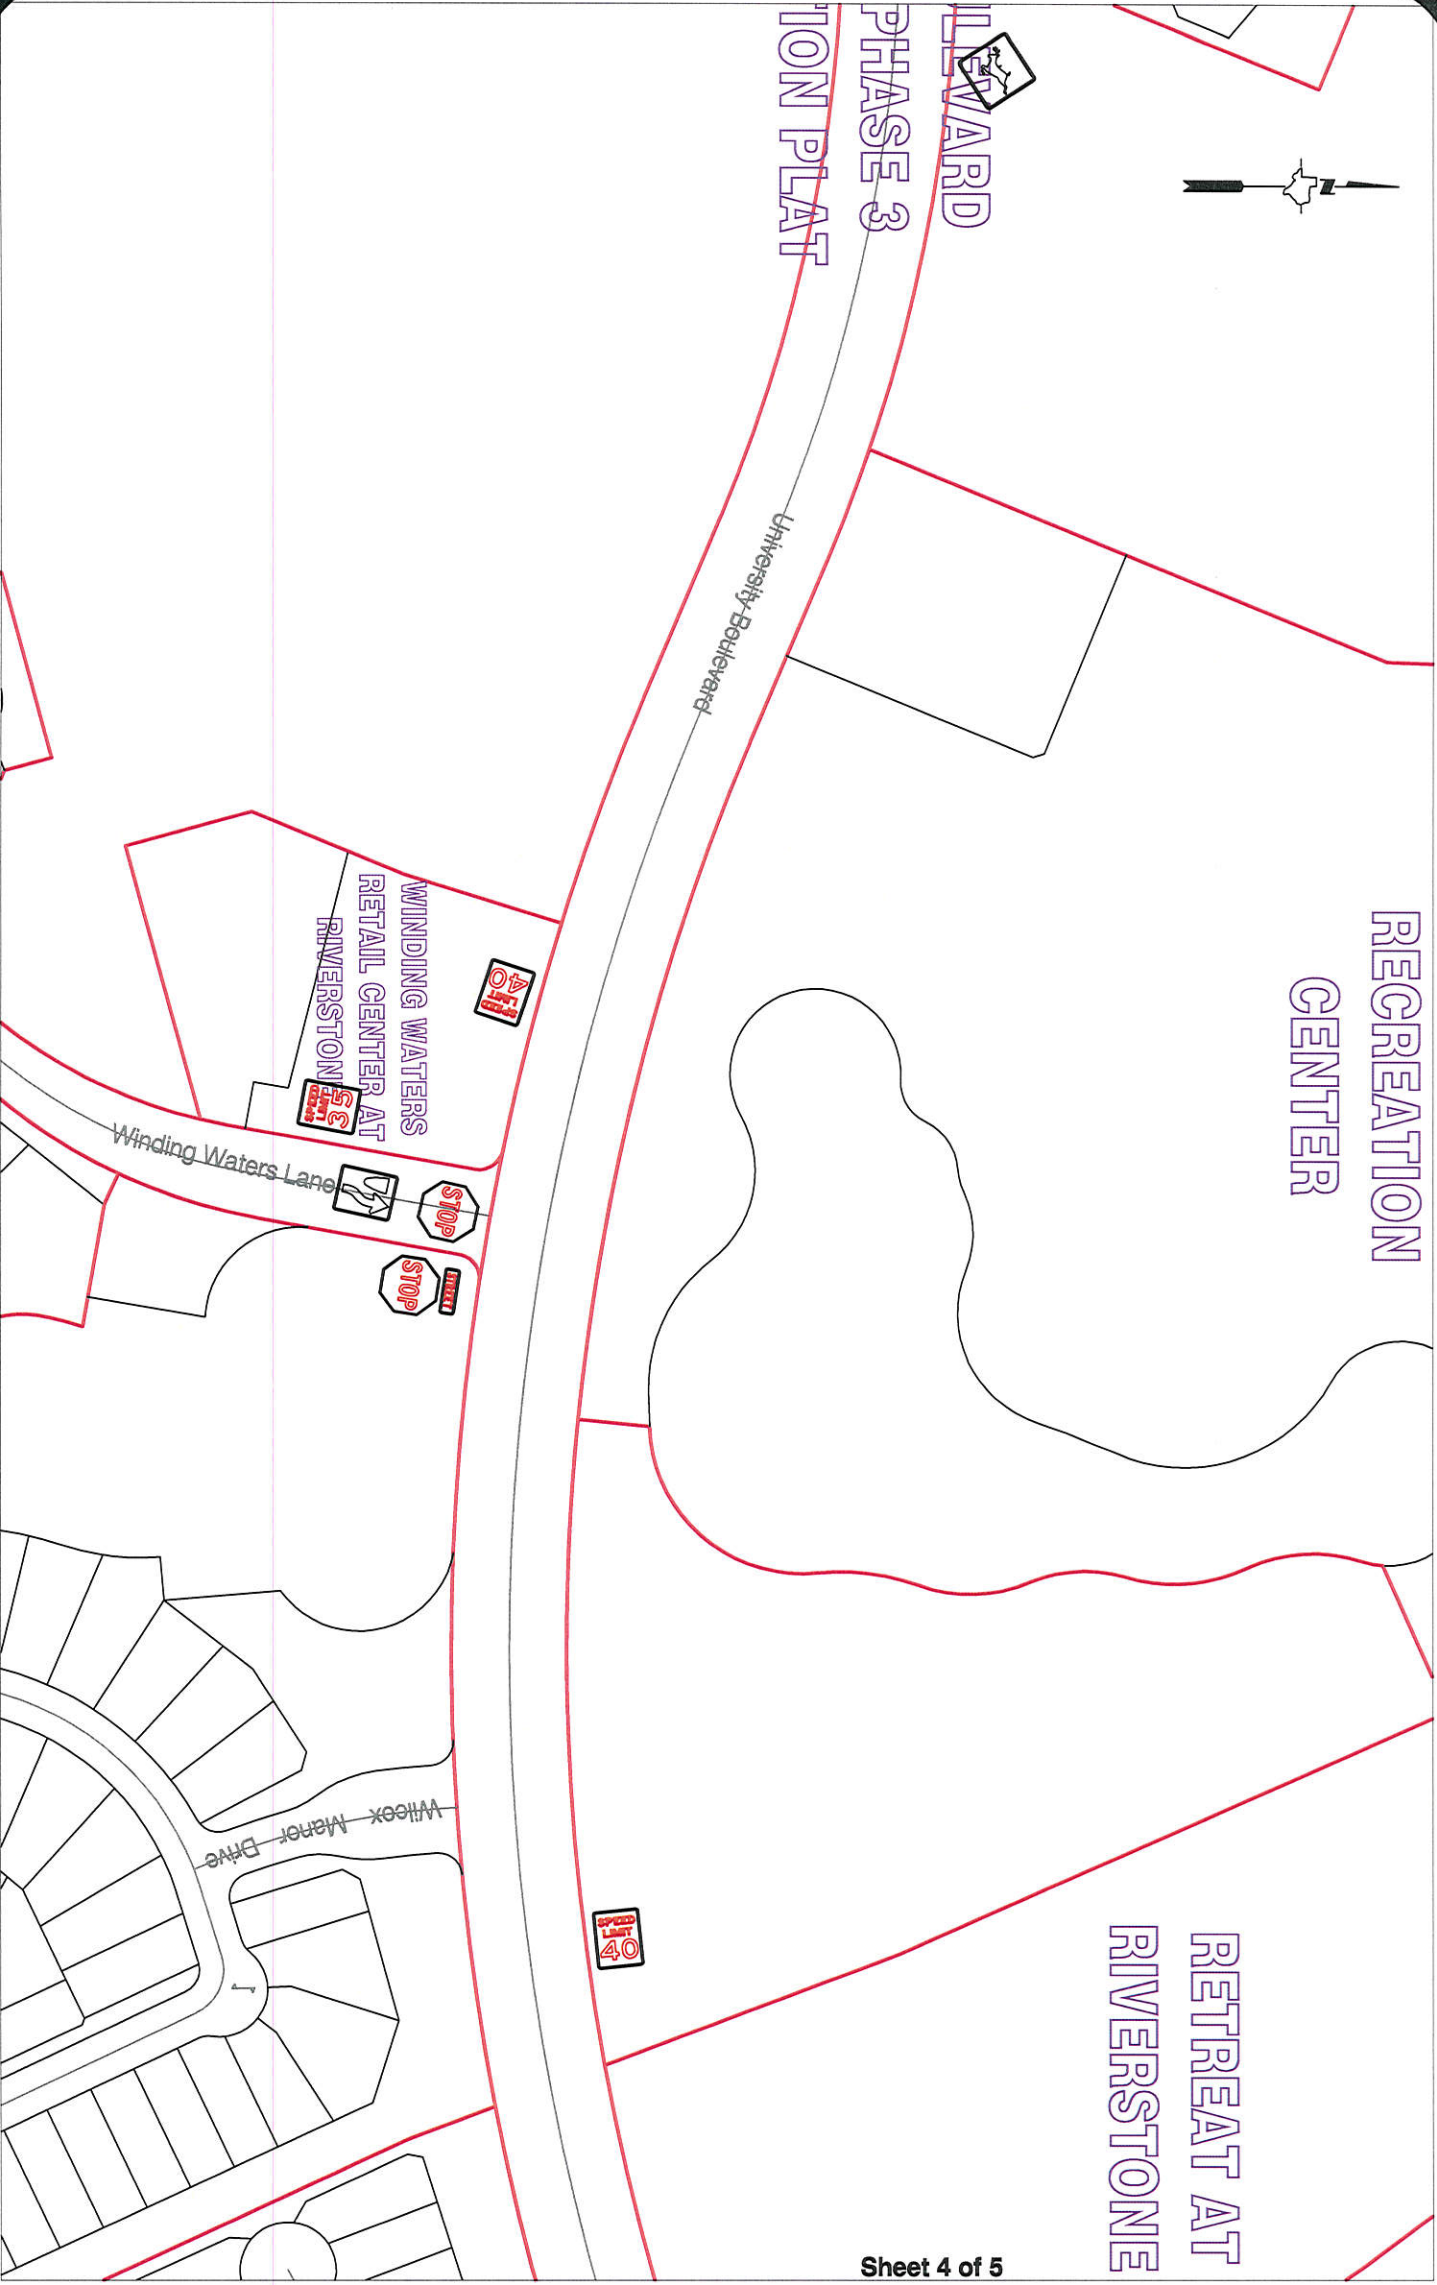 LEVARD
PHASE 3
TION PLAT
N
University Boulevard
RECREATION
CENTER
WINDING WATERS
RETAIL CENTER AT
RIVERSTONE
SPEED
LIMIT
40
SPEED
LIMIT
35
Winding Waters Lane
STOP
STOP
STREET
Wilcox Manor Drive
SPEED
LIMIT
40
RETREAT AT
RIVERSTONE
Sheet 4 of 5